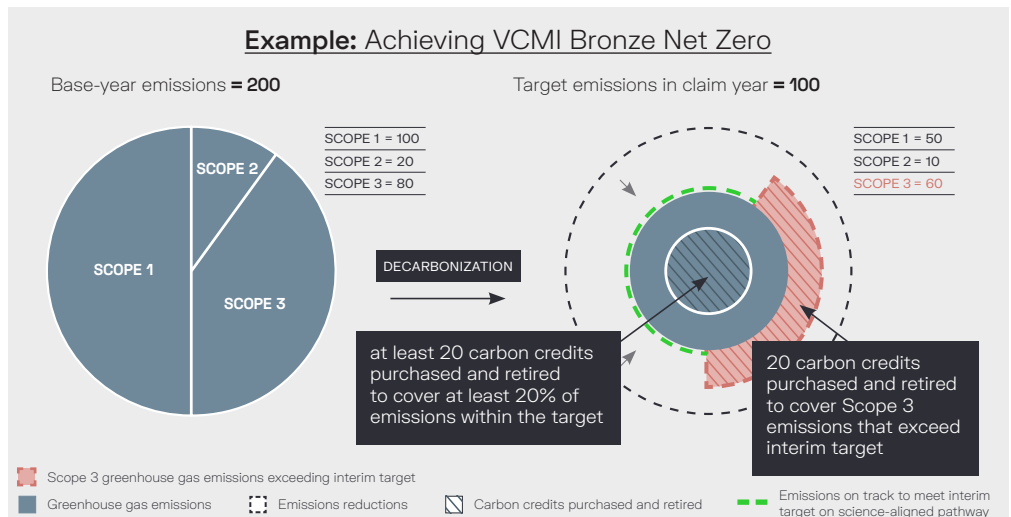 Example: Achieving VCMI Bronze Net Zero
Base-year emissions = 200
Target emissions in claim year = 100
SCOPE 1 = 100
SCOPE 2 = 20
SCOPE 3 = 80
SCOPE 1 = 50
SCOPE 2 = 10
SCOPE 3 = 60
SCOPE 2
SCOPE 1
SCOPE 3
DECARBONIZATION
at least 20 carbon credits
purchased and retired
to cover at least 20% of
emissions within the target
20 carbon credits
purchased and retired
to cover Scope 3
emissions that exceed
interim target
Scope 3 greenhouse gas emissions exceeding interim target
Greenhouse gas emissions
Emissions reductions
Carbon credits purchased and retired
Emissions on track to meet interim
target on science-aligned pathway